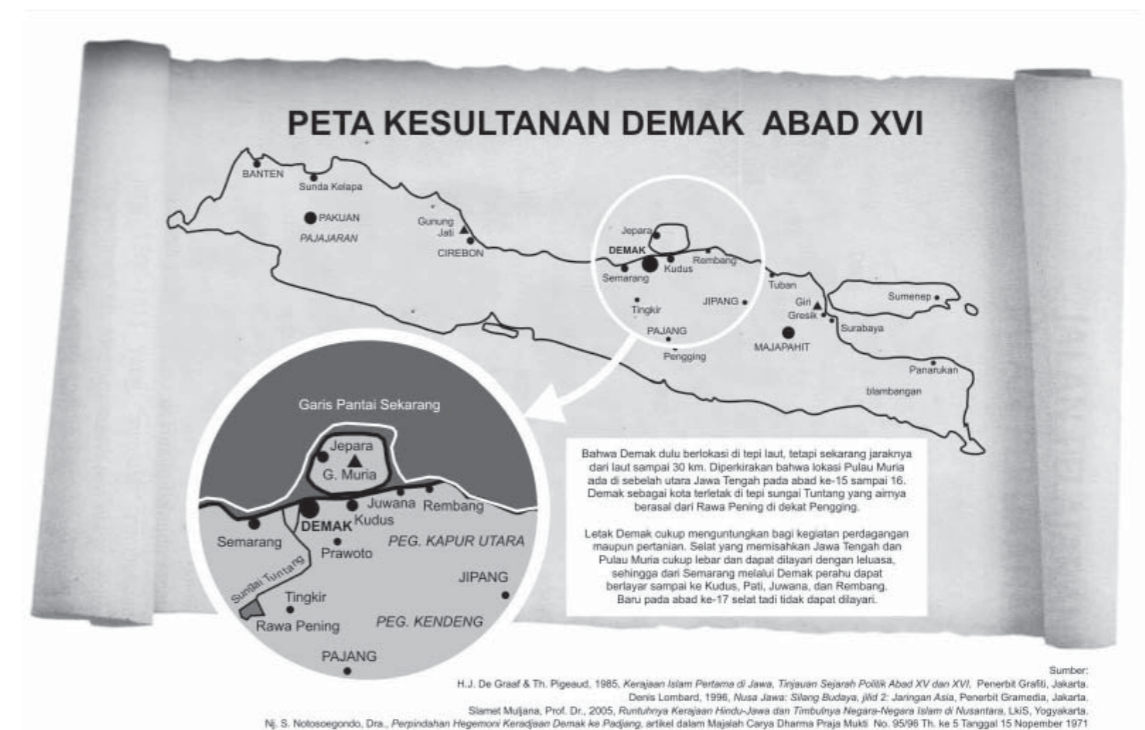 PETA KESULTANAN DEMAK ABAD XVI
BANTEN
Sunda Kelapa
PAKUAN
PAJAJARAN
Gunung
Jati
CIREBON
Jepara
DEMAK
Semarang
Kudus
Rembang
Tingkir
JIPANG
PAJANG
Pengging
Tuban
Giri
Gresik
Surabaya
MAJAPAHIT
Sumenep
Panarukan
blambangan
Garis Pantai Sekarang
Jepara
G. Muria
Juwana
Rembang
DEMAK
Kudus
Semarang
Prawoto
PEG. KAPUR UTARA
Sungai Tuntang
JIPANG
Tingkir
Rawa Pening
PEG. KENDENG
PAJANG
Bahwa Demak dulu berlokasi di tepi laut, tetapi sekarang jaraknya
dari laut sampai 30 km. Diperkirakan bahwa lokasi Pulau Muria
ada di sebelah utara Jawa Tengah pada abad ke-15 sampai 16.
Demak sebagai kota terletak di tepi sungai Tuntang yang airnya
berasal dari Rawa Pening di dekat Pengging.
Letak Demak cukup menguntungkan bagi kegiatan perdagangan
maupun pertanian. Selat yang memisahkan Jawa Tengah dan
Pulau Muria cukup lebar dan dapat dilayari dengan leluasa,
sehingga dari Semarang melalui Demak perahu dapat
berlayar sampai ke Kudus, Pati, Juwana, dan Rembang.
Baru pada abad ke-17 selat tadi tidak dapat dilayari.
Sumber:
H.J. De Graaf & Th. Pigeaud, 1985, Kerajaan Islam Pertama di Jawa, Tinjauan Sejarah Politik Abad XV dan XVI, Penerbit Grafiti, Jakarta.
Denis Lombard, 1996, Nusa Jawa: Silang Budaya, jilid 2: Jaringan Asia, Penerbit Gramedia, Jakarta.
Slamet Muljana, Prof. Dr., 2005, Runtuhnya Kerajaan Hindu-Jawa dan Timbulnya Negara-Negara Islam di Nusantara, LkiS, Yogyakarta.
Nj. S. Notosoegondo, Dra., Perpindahan Hegemoni Keradjaan Demak ke Padjang, artikel dalam Majalah Carya Dharma Praja Mukti No. 95/96 Th. ke 5 Tanggal 15 Nopember 1971